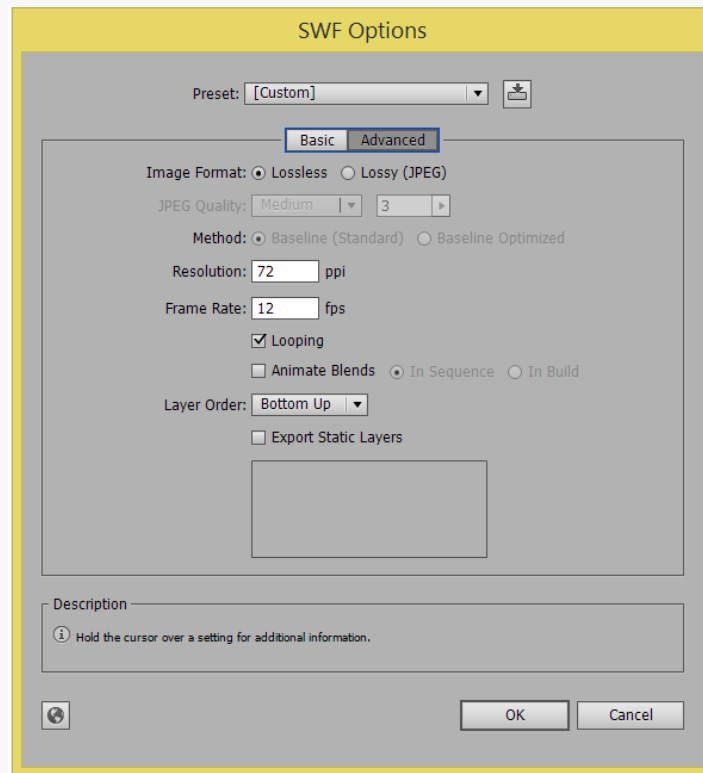 SWF Options
Preset: [Custom]
Basic Advanced
Image Format: Lossless Lossy (JPEG)
JPEG Quality: Medium 3
Method: Baseline (Standard) Baseline Optimized
Resolution: 72 ppi
Frame Rate: 12 fps
Looping
Animate Blends In Sequence In Build
Layer Order: Bottom Up
Export Static Layers
Description
Hold the cursor over a setting for additional information.
OK Cancel